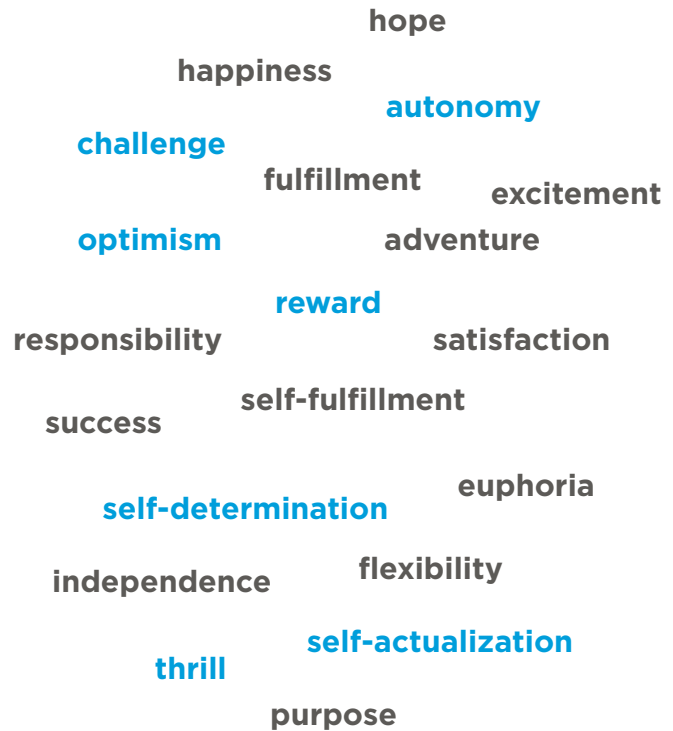 hope
happiness
autonomy
challenge
fulfillment
excitement
optimism
adventure
reward
responsibility
satisfaction
self-fulfillment
success
euphoria
self-determination
flexibility
independence
self-actualization
thrill
purpose